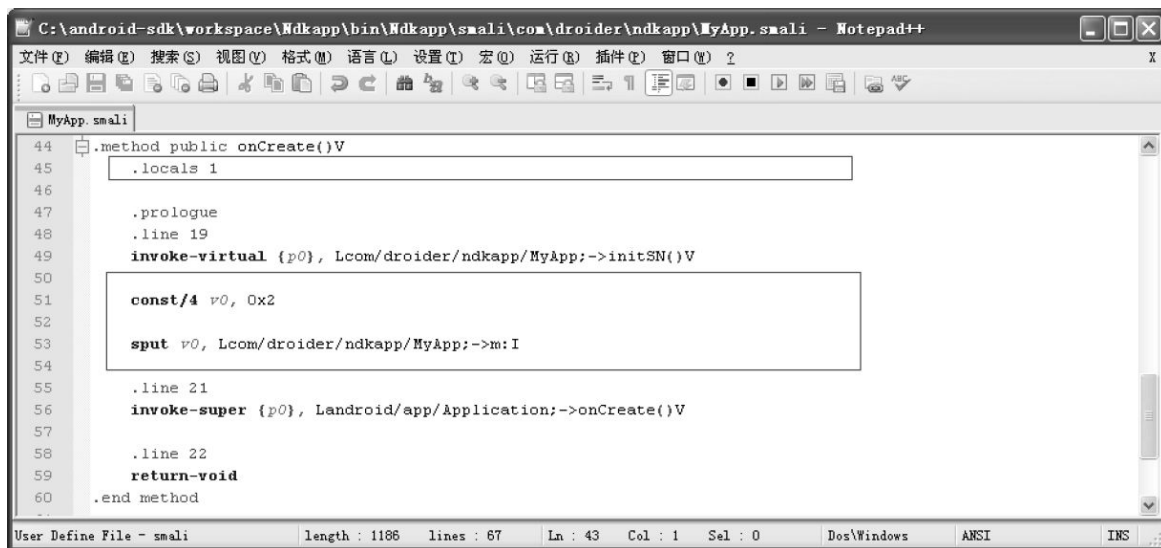 C:\android-sdk\workspace\Ndkapp\bin\Ndkapp\smali\com\droider\ndkapp\MyApp.smali - Notepad++
文件(F) 编辑(E) 搜索(S) 视图(V) 格式(M) 语言(L) 设置(T) 宏(O) 运行(R) 插件(P) 窗口(W) ? X
MyApp.smali
44 .method public onCreate()V
45 .locals 1
46
47 .prologue
48 .line 19
49 invoke-virtual {p0}, Lcom/droider/ndkapp/MyApp;->initSN()V
50
51 const/4 v0, 0x2
52
53 sput v0, Lcom/droider/ndkapp/MyApp;->m:I
54
55 .line 21
56 invoke-super {p0}, Landroid/app/Application;->onCreate()V
57
58 .line 22
59 return-void
60 .end method
User Define File - smali length : 1186 lines : 67 Ln : 43 Col : 1 Sel : 0 Dos\Windows ANSI INS